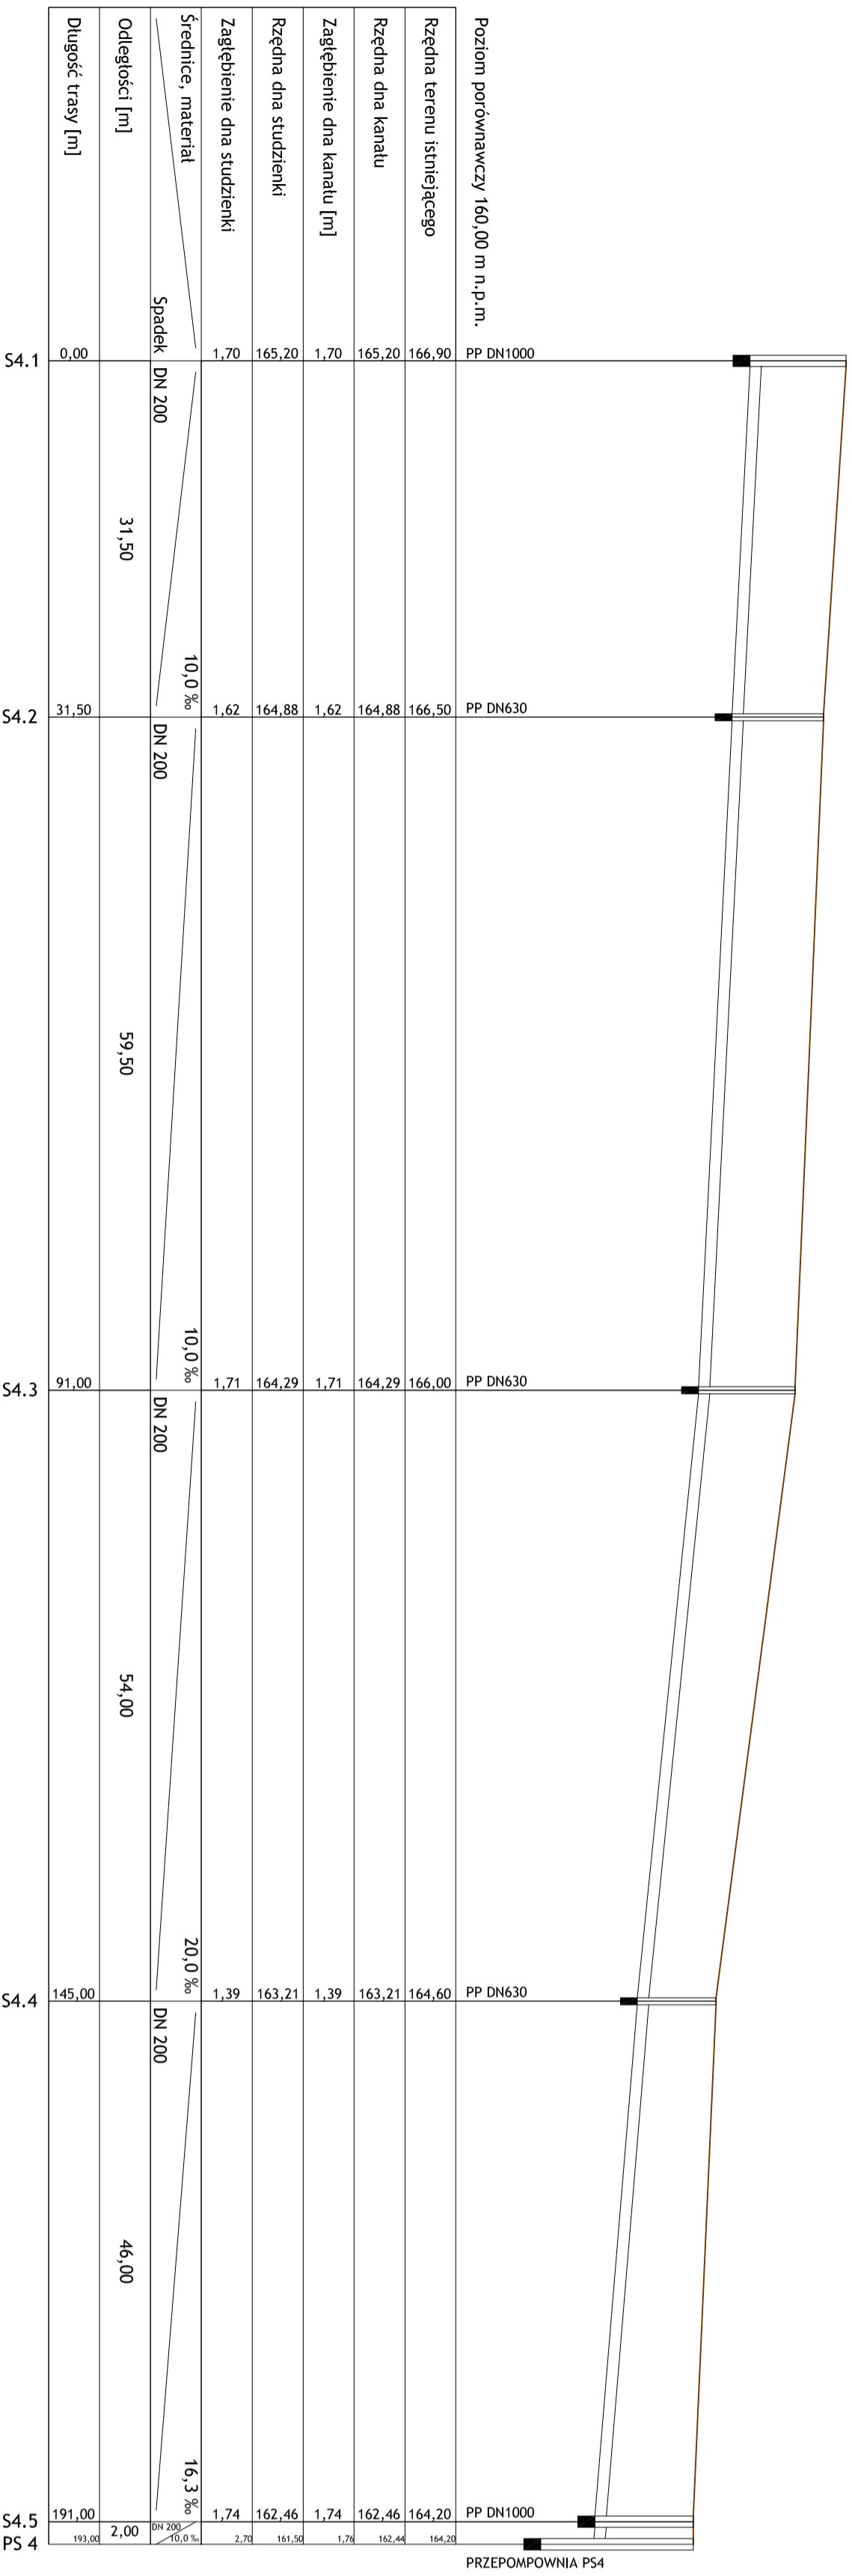 Poziom porównawczy 160,00 m n.p.m.
PP DN1000
PP DN630
PP DN630
PP DN630
PP DN1000
PRZEPOMPOWNIA PS4
Rzędna terenu istniejącego
166,90
166,50
166,00
164,60
164,20
164,20
Rzędna dna kanału
165,20
164,88
164,29
163,21
162,46
162,44
Zagłębienie dna kanału [m]
1,70
1,62
1,71
1,39
1,74
1,76
Rzędna dna studzienki
165,20
164,88
164,29
163,21
162,46
161,50
Zagłębienie dna studzienki
1,70
1,62
1,71
1,39
1,74
2,70
Średnice, materiał
Spadek
DN 200
10,0 ‰
DN 200
10,0 ‰
DN 200
20,0 ‰
DN 200
16,3 ‰
DN 200
10,0 ‰
Odległości [m]
31,50
59,50
54,00
46,00
2,00
Długość trasy [m]
0,00
31,50
91,00
145,00
191,00
193,00
S4.1
S4.2
S4.3
S4.4
S4.5
PS 4